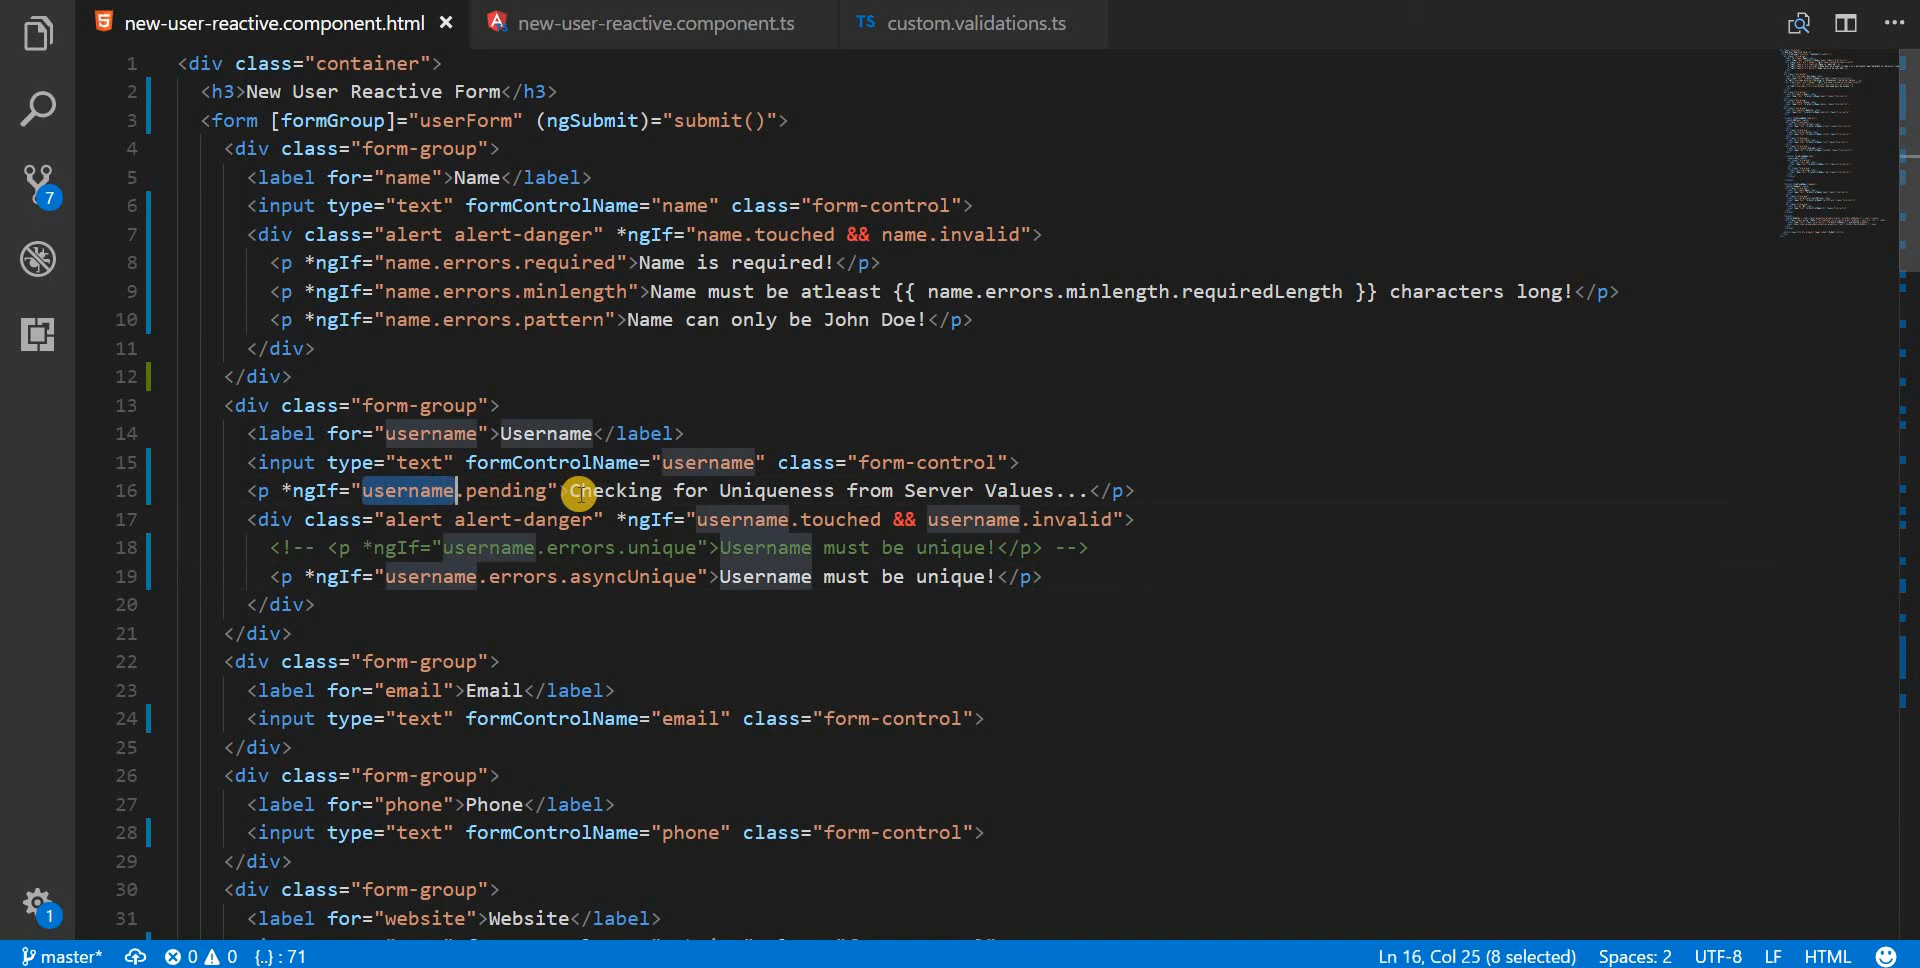 new-user-reactive.component.html
new-user-reactive.component.ts
TS custom.validations.ts
1 <div class="container">
2 <h3>New User Reactive Form</h3>
3 <form [formGroup]="userForm" (ngSubmit)="submit()">
4 <div class="form-group">
5 <label for="name">Name</label>
6 <input type="text" formControlName="name" class="form-control">
7 <div class="alert alert-danger" *ngIf="name.touched && name.invalid">
8 <p *ngIf="name.errors.required">Name is required!</p>
9 <p *ngIf="name.errors.minlength">Name must be atleast {{ name.errors.minlength.requiredLength }} characters long!</p>
10 <p *ngIf="name.errors.pattern">Name can only be John Doe!</p>
11 </div>
12 </div>
13 <div class="form-group">
14 <label for="username">Username</label>
15 <input type="text" formControlName="username" class="form-control">
16 <p *ngIf="username.pending">Checking for Uniqueness from Server Values...</p>
17 <div class="alert alert-danger" *ngIf="username.touched && username.invalid">
18 <!-- <p *ngIf="username.errors.unique">Username must be unique!</p> -->
19 <p *ngIf="username.errors.asyncUnique">Username must be unique!</p>
20 </div>
21 </div>
22 <div class="form-group">
23 <label for="email">Email</label>
24 <input type="text" formControlName="email" class="form-control">
25 </div>
26 <div class="form-group">
27 <label for="phone">Phone</label>
28 <input type="text" formControlName="phone" class="form-control">
29 </div>
30 <div class="form-group">
31 <label for="website">Website</label>
7
1
master* 0 0 {..} : 71 Ln 16, Col 25 (8 selected) Spaces: 2 UTF-8 LF HTML